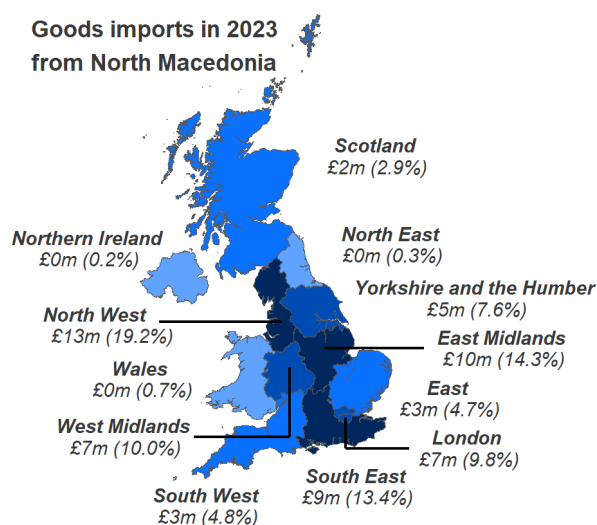 Goods imports in 2023
from North Macedonia
Scotland
£2m (2.9%)
Northern Ireland
£0m (0.2%)
North East
£0m (0.3%)
Yorkshire and the Humber
£5m (7.6%)
North West
£13m (19.2%)
East Midlands
£10m (14.3%)
Wales
£0m (0.7%)
East
£3m (4.7%)
West Midlands
£7m (10.0%)
London
£7m (9.8%)
South East
£9m (13.4%)
South West
£3m (4.8%)